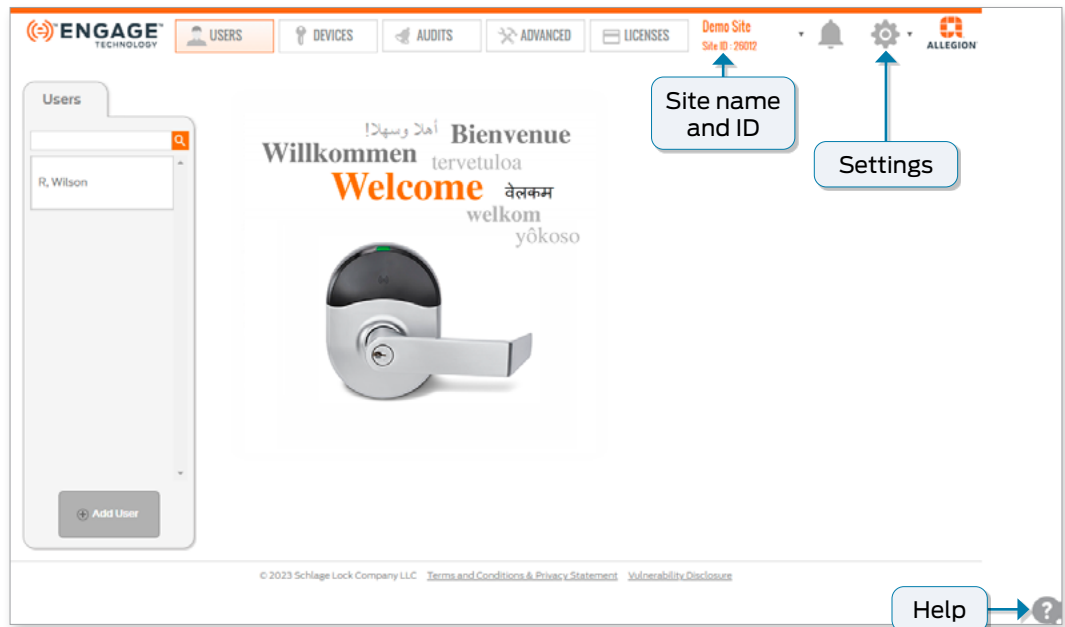 ENGAGE™
TECHNOLOGY
USERS
DEVICES
AUDITS
ADVANCED
LICENSES
Demo Site
Site ID : 26012
ALLEGION
Site name
and ID
Settings
Users
R, Wilson
Add User
أهلا وسهلا!
Bienvenue
Willkommen
tervetuloa
Welcome
वेलकम
welkom
yôkoso
© 2023 Schlage Lock Company LLC Terms and Conditions & Privacy Statement Vulnerability Disclosure
Help
?